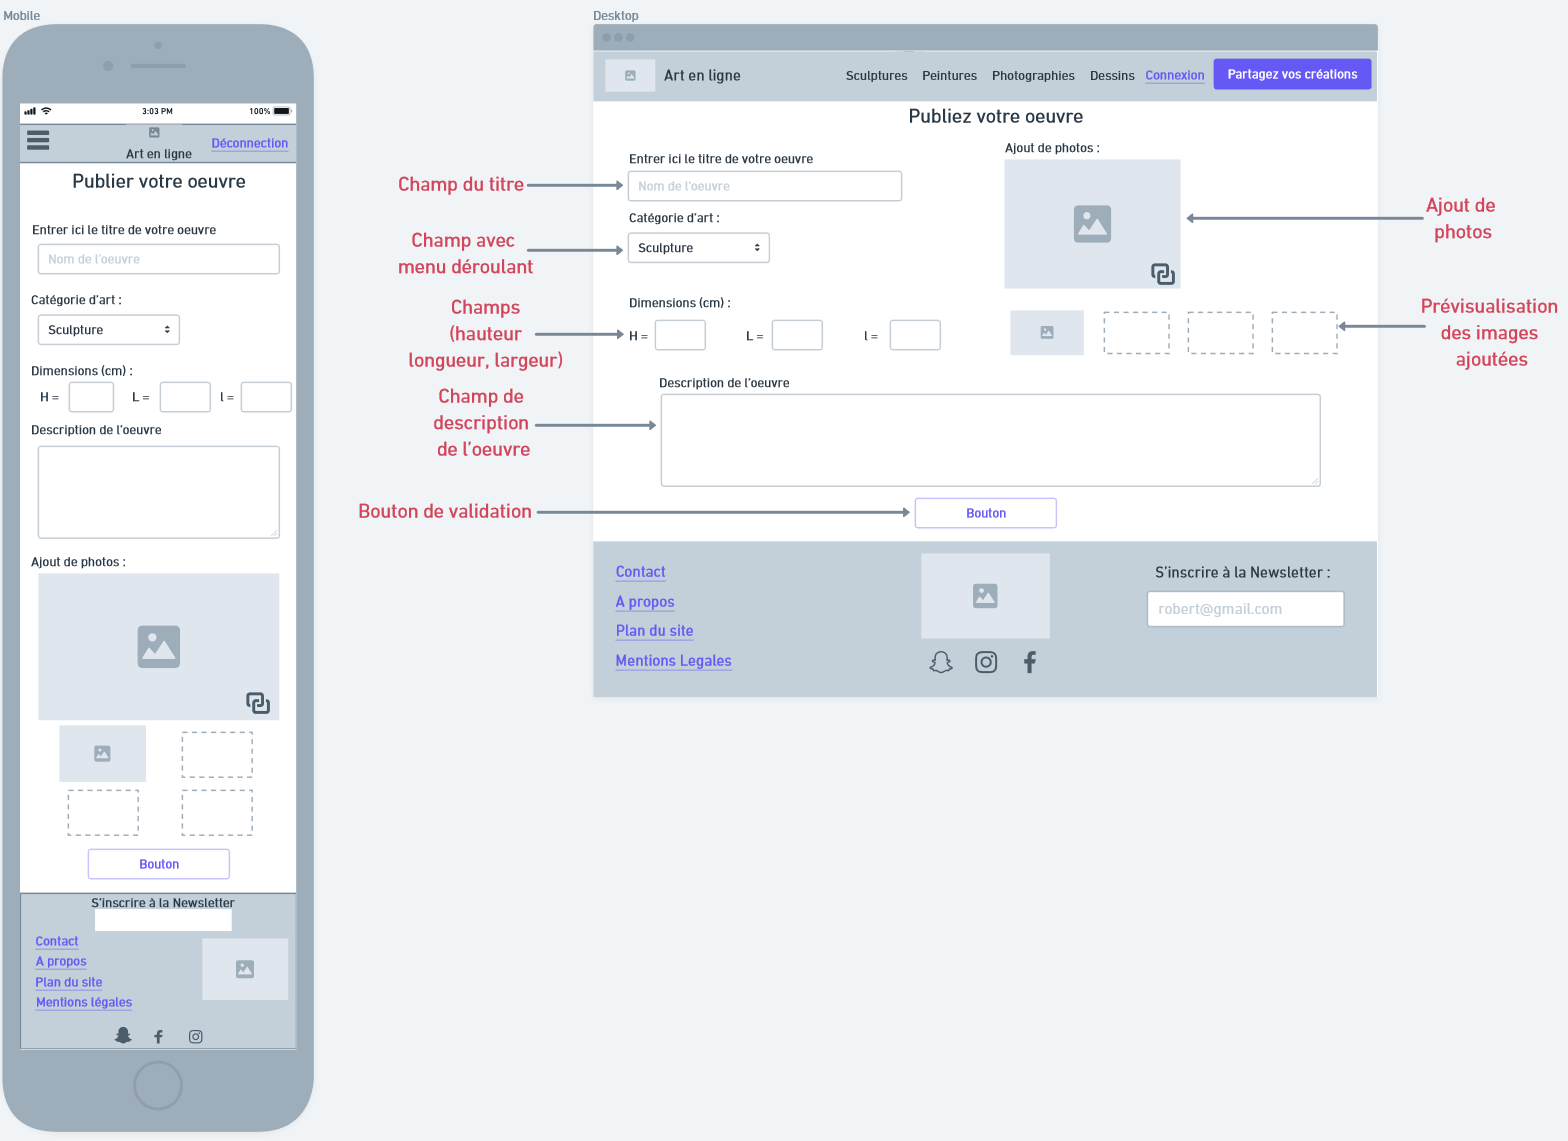 Mobile
3:03 PM
100%
Art en ligne
Déconnection
Publier votre oeuvre
Entrer ici le titre de votre oeuvre
Nom de l'oeuvre
Catégorie d'art :
Sculpture
Dimensions (cm) :
H =
L =
l =
Description de l'oeuvre
Ajout de photos :
Bouton
S'inscrire à la Newsletter
Contact
A propos
Plan du site
Mentions légales
Champ du titre
Champ avec
menu déroulant
Champs
(hauteur
longueur, largeur)
Champ de
description
de l'oeuvre
Bouton de validation
Desktop
Art en ligne
Sculptures
Peintures
Photographies
Dessins
Connexion
Partagez vos créations
Publiez votre oeuvre
Entrer ici le titre de votre oeuvre
Nom de l'oeuvre
Catégorie d'art :
Sculpture
Dimensions (cm) :
H =
L =
l =
Ajout de photos :
Description de l'oeuvre
Bouton
Contact
A propos
Plan du site
Mentions Legales
S'inscrire à la Newsletter :
robert@gmail.com
Ajout de
photos
Prévisualisation
des images
ajoutées